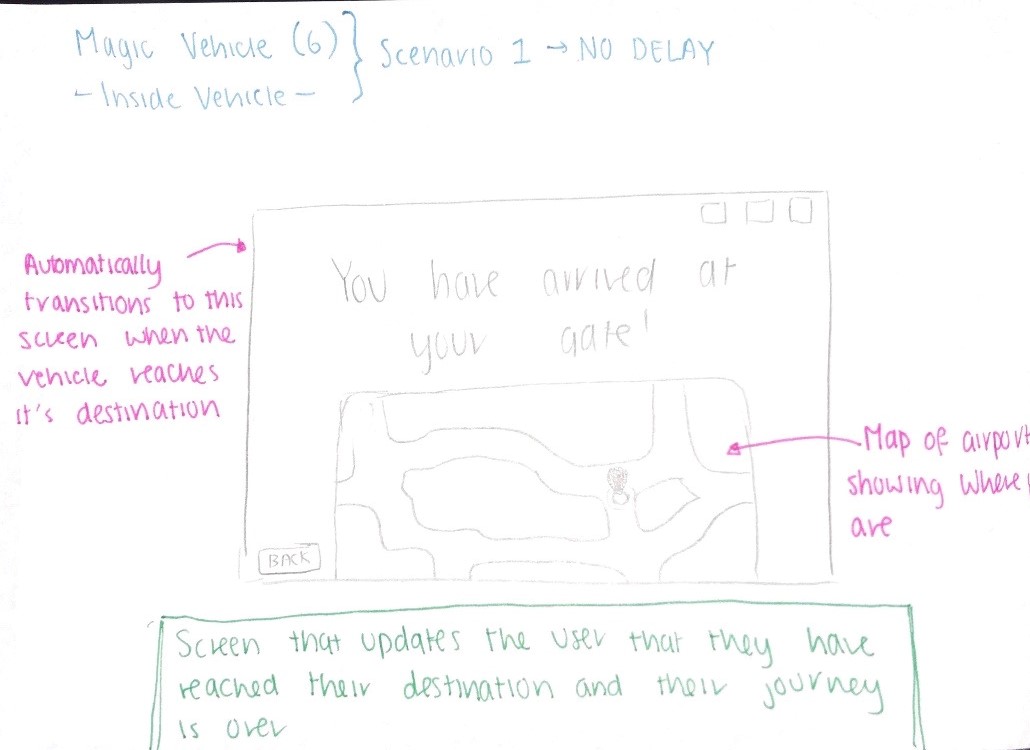 Magic Vehicle (6) } Scenario 1 → NO DELAY
- Inside Vehicle -
Automatically
transitions to this
screen when the
vehicle reaches
it's destination
You have arrived at
your gate!
BACK
Map of airport
showing where
are
Screen that updates the user that they have
reached their destination and their journey
is over